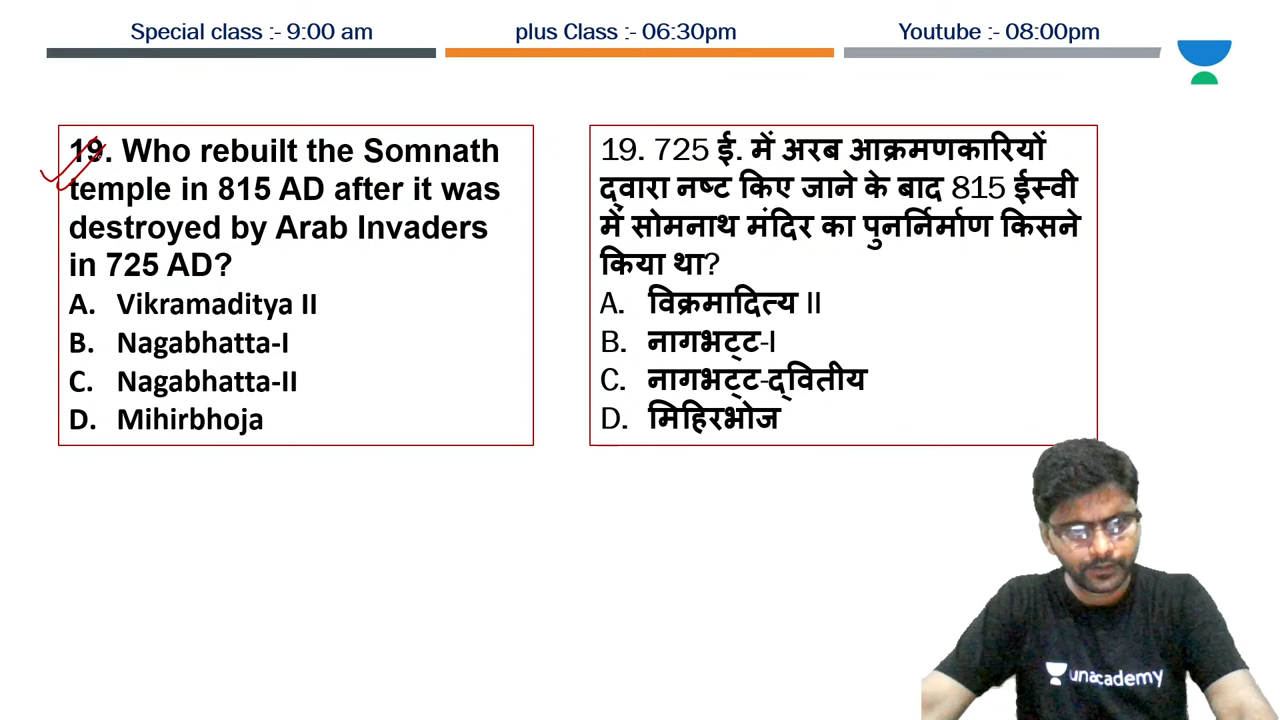 Special class :- 9:00 am
plus Class :- 06:30pm
Youtube :- 08:00pm
19. Who rebuilt the Somnath
temple in 815 AD after it was
destroyed by Arab Invaders
in 725 AD?
A. Vikramaditya II
B. Nagabhatta-I
C. Nagabhatta-II
D. Mihirbhoja
19. 725 ई. में अरब आक्रमणकारियों
द्वारा नष्ट किए जाने के बाद 815 ईस्वी
में सोमनाथ मंदिर का पुनर्निर्माण किसने
किया था?
A. विक्रमादित्य II
B. नागभट्ट-I
C. नागभट्ट-द्वितीय
D. मिहिरभोज
unacademy